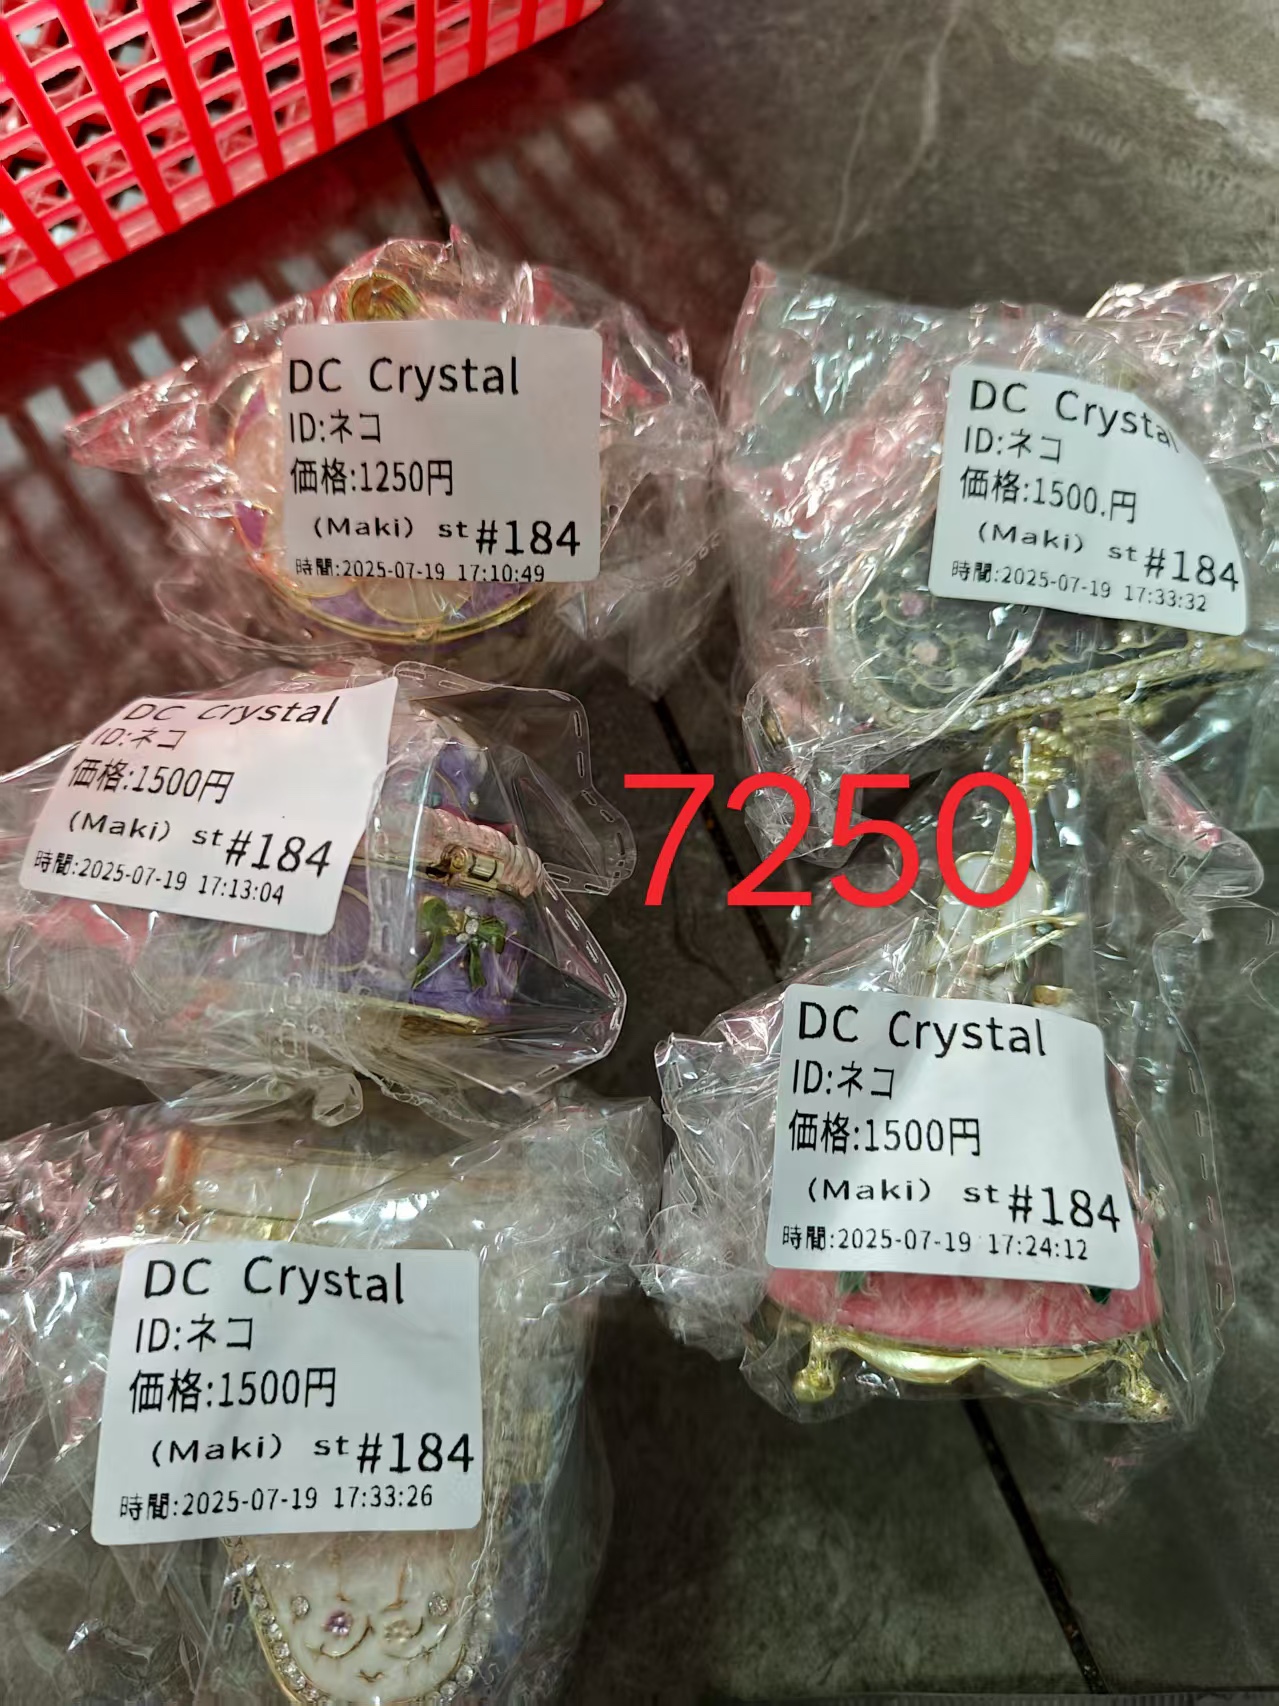 DC Crystal
ID:ネコ
価格:1250円
(Maki) st#184
時間:2025-07-19 17:10:49
DC Crystal
ID:ネコ
価格:1500.円
(Maki) st#184
時間:2025-07-19 17:33:32
DC Crystal
ID:ネコ
価格:1500円
(Maki) st#184
時間:2025-07-19 17:13:04
7250
DC Crystal
ID:ネコ
価格:1500円
(Maki) st#184
時間:2025-07-19 17:24:12
DC Crystal
ID:ネコ
価格:1500円
(Maki) st#184
時間:2025-07-19 17:33:26